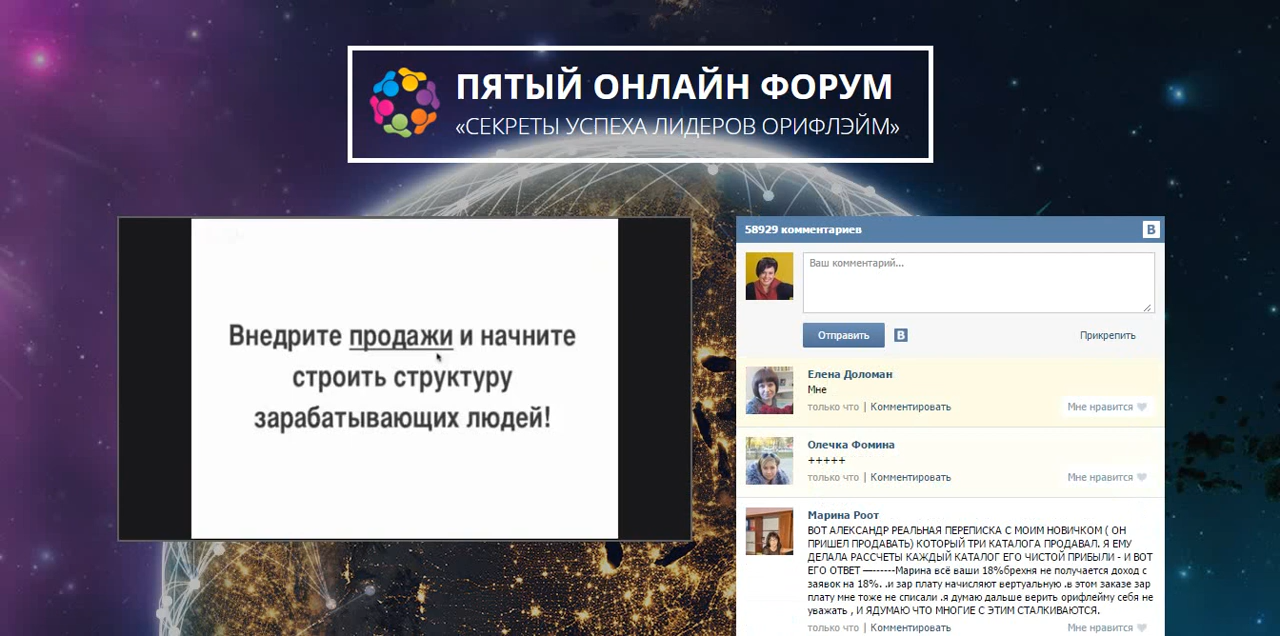 ПЯТЫЙ ОНЛАЙН ФОРУМ
«СЕКРЕТЫ УСПЕХА ЛИДЕРОВ ОРИФЛЭЙМ»
Внедрите продажи и начните
строить структуру
зарабатывающих людей!
58929 комментариев
B
Ваш комментарий...
Отправить
B
Прикрепить
Елена Доломан
Мне
только что | Комментировать
Мне нравится
Олечка Фомина
+++++
только что | Комментировать
Мне нравится
Марина Роот
ВОТ АЛЕКСАНДР РЕАЛЬНАЯ ПЕРЕПИСКА С МОИМ НОВИЧКОМ ( ОН
ПРИШЕЛ ПРОДАВАТЬ) КОТОРЫЙ ТРИ КАТАЛОГА ПРОДАВАЛ. Я ЕМУ
ДЕЛАЛА РАССЧЕТЫ КАЖДЫЙ КАТАЛОГ ЕГО ЧИСТОЙ ПРИБЫЛИ - И ВОТ
ЕГО ОТВЕТ —------Марина всё ваши 18%брехня не получается доход с
заявок на 18%. .и зар плату начисляют вертуальную .в этом заказе зар
плату мне тоже не списали .я думаю дальше верить орифлейму себя не
уважать , И ЯДУМАЮ ЧТО МНОГИЕ С ЭТИМ СТАЛКИВАЮТСЯ.
только что | Комментировать
Мне нравится